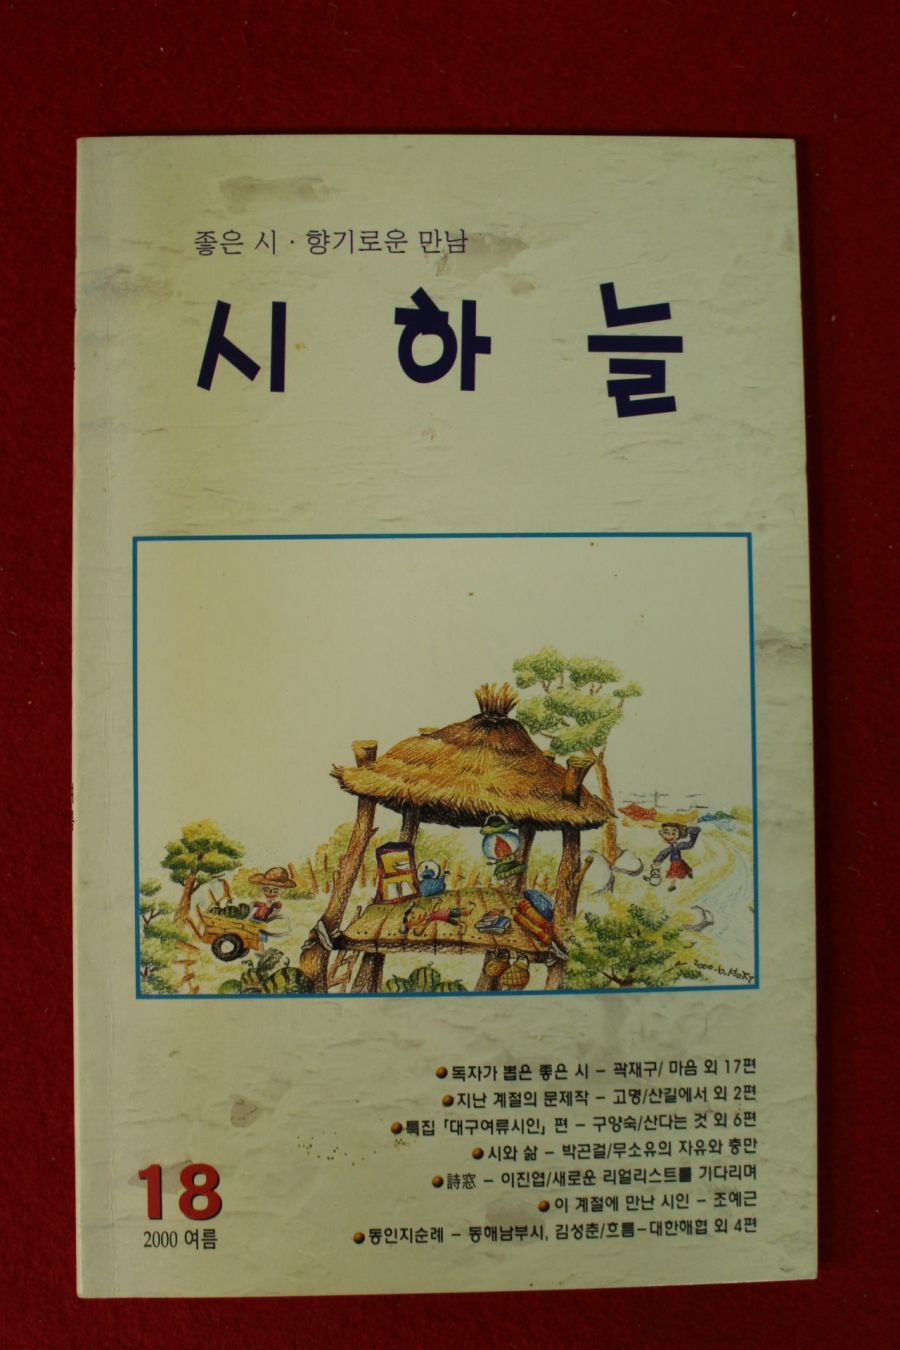 좋은 시 · 향기로운 만남
시하늘
2000.6.
●독자가 뽑은 좋은 시 - 곽재구/ 마음 외 17편
●지난 계절의 문제작 - 고명/산길에서 외 2편
●특집 「대구여류시인」 편 - 구양숙/산다는 것 외 6편
●시와 삶 - 박곤걸/무소유의 자유와 충만
●詩窓 - 이진엽/새로운 리얼리스트를 기다리며
●이 계절에 만난 시인 - 조예근
●동인지순례 - 동해남부시, 김성춘/흐름-대한해협 외 4편
18
2000 여름